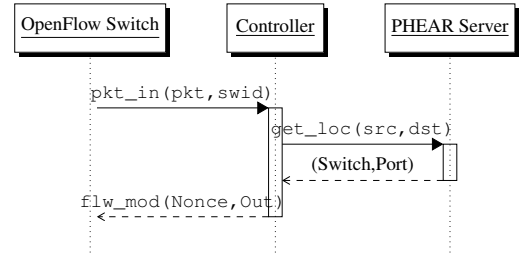 OpenFlow Switch
Controller
PHEAR Server
pkt_in(pkt,swid)
get_loc(src,dst)
(Switch,Port)
flw_mod(Nonce,Out)